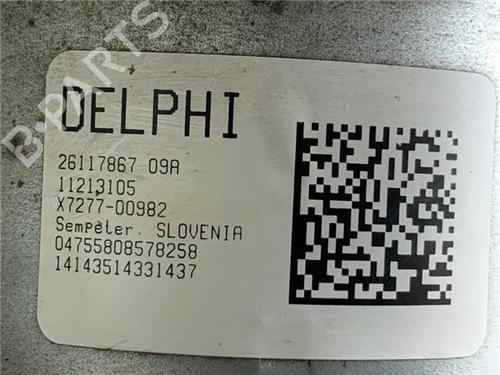 B-PARTS
DELPHI
26117867 09A
11213105
X7277-00982
Sempeter. SLOVENIA
04755808578258
14143514331437